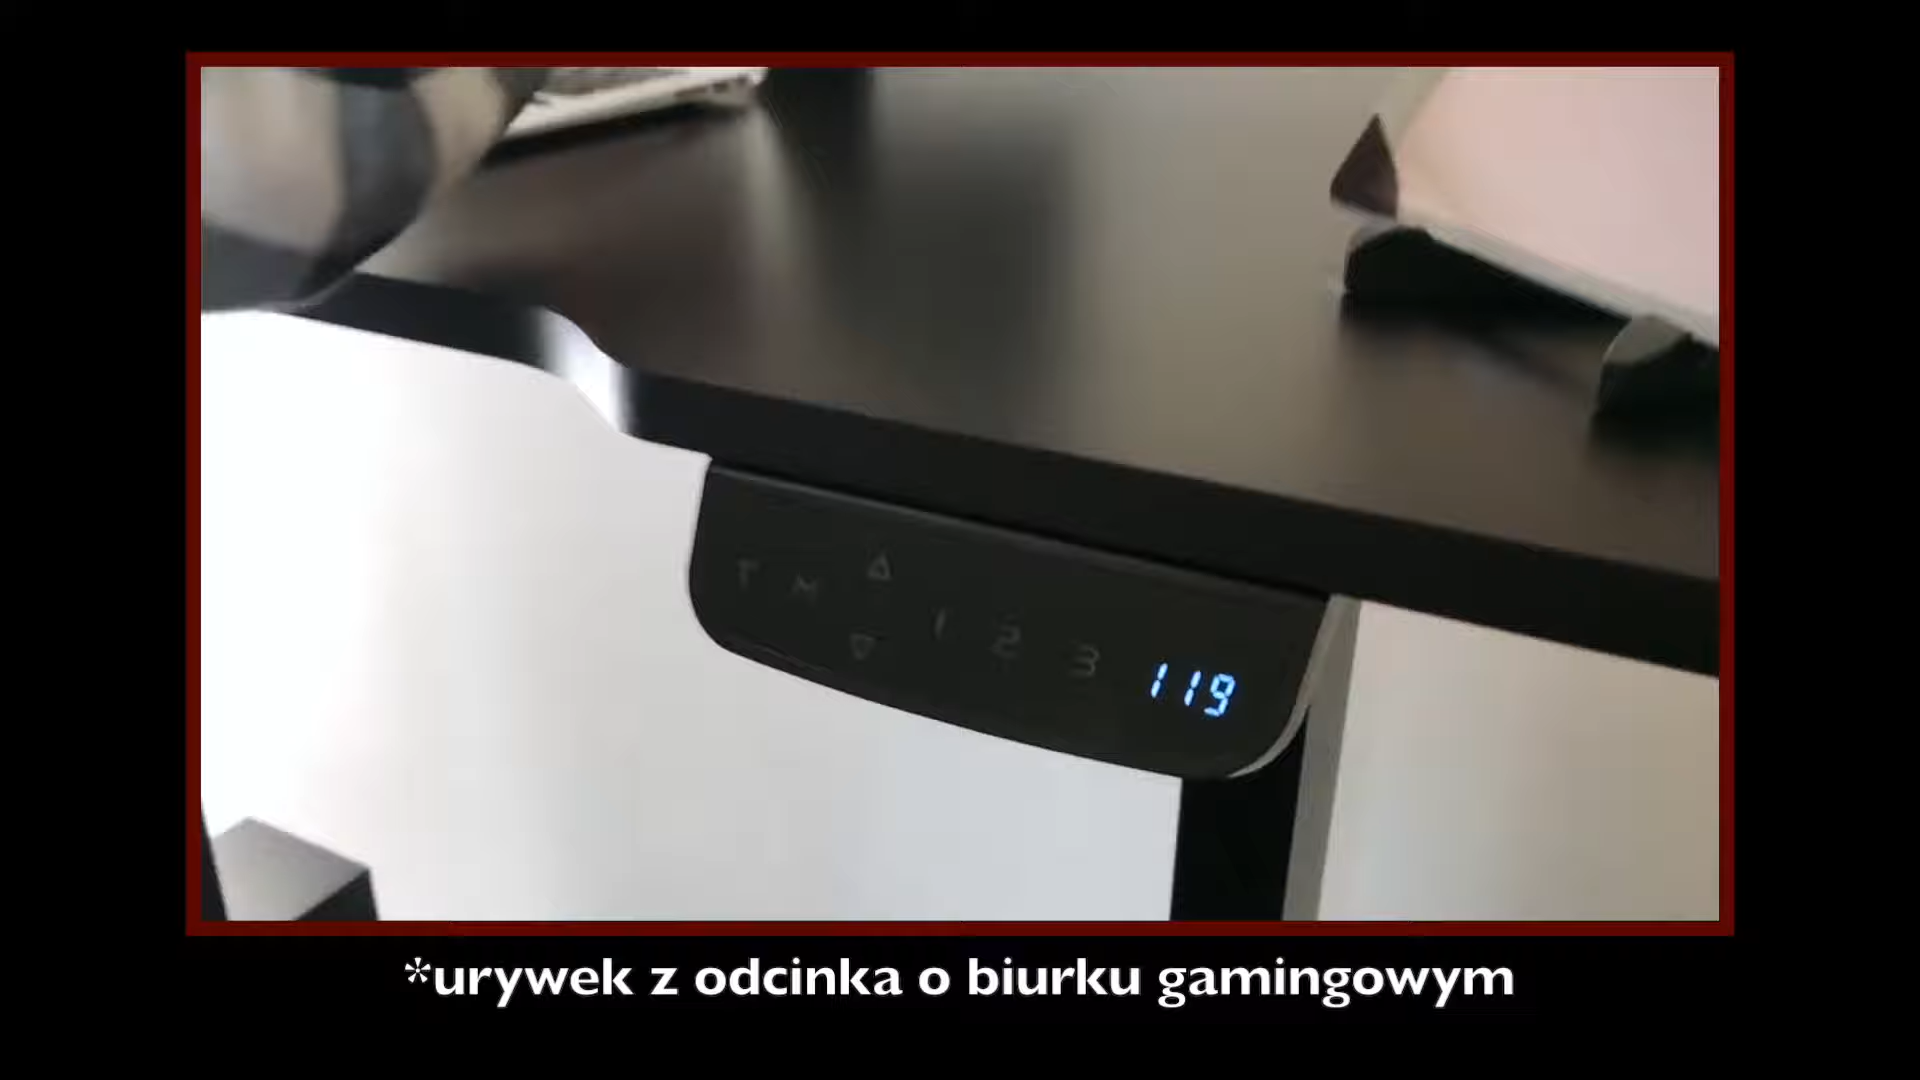 T M △ 1 2 3 119
▽
*urywek z odcinka o biurku gamingowym